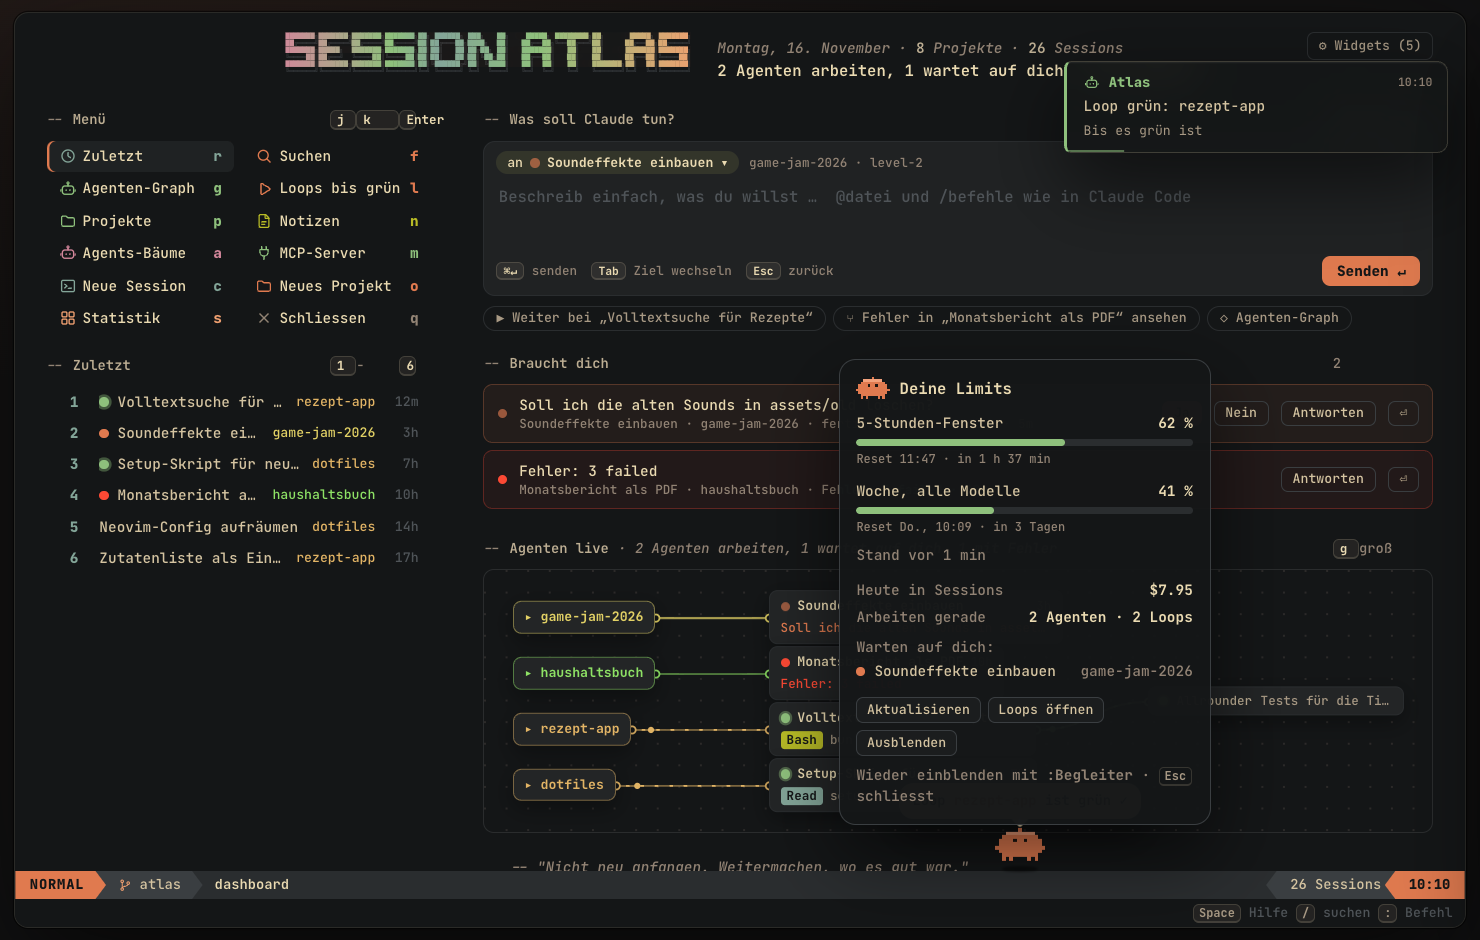 SESSION ATLAS
Montag, 16. November · 8 Projekte · 26 Sessions
2 Agenten arbeiten, 1 wartet auf dich
⚙ Widgets (5)
Atlas 10:10
Loop grün: rezept-app
Bis es grün ist
── Menü j k Enter
Zuletzt r
Suchen f
Agenten-Graph g
Loops bis grün l
Projekte p
Notizen n
Agents-Bäume a
MCP-Server m
Neue Session c
Neues Projekt o
Statistik s
Schliessen q
── Zuletzt 1 - 6
1 Volltextsuche für … rezept-app 12m
2 Soundeffekte ei… game-jam-2026 3h
3 Setup-Skript für neu… dotfiles 7h
4 Monatsbericht a… haushaltsbuch 10h
5 Neovim-Config aufräumen dotfiles 14h
6 Zutatenliste als Ein… rezept-app 17h
── Was soll Claude tun?
an Soundeffekte einbauen ▾ game-jam-2026 · level-2
Beschreib einfach, was du willst … @datei und /befehle wie in Claude Code
⌘↵ senden Tab Ziel wechseln Esc zurück
Senden ↵
▶ Weiter bei „Volltextsuche für Rezepte“
Fehler in „Monatsbericht als PDF“ ansehen
◇ Agenten-Graph
── Braucht dich 2
Soll ich die alten Sounds in assets/o
Soundeffekte einbauen · game-jam-2026 · fer
Nein Antworten ⏎
Fehler: 3 failed
Monatsbericht als PDF · haushaltsbuch · Feh
Antworten ⏎
── Agenten live · 2 Agenten arbeiten, 1 war
g groß
▸ game-jam-2026
Sound
Soll ich
▸ haushaltsbuch
Monats
Fehler:
▸ rezept-app
Vollt
Bash
under Tests für die Ti…
▸ dotfiles
Setup
Read
Deine Limits
5-Stunden-Fenster 62 %
Reset 11:47 · in 1 h 37 min
Woche, alle Modelle 41 %
Reset Do., 10:09 · in 3 Tagen
Stand vor 1 min
Heute in Sessions $7.95
Arbeiten gerade 2 Agenten · 2 Loops
Warten auf dich:
Soundeffekte einbauen game-jam-2026
Aktualisieren Loops öffnen
Ausblenden
Wieder einblenden mit :Begleiter · Esc
schliesst
── "Nicht neu anfangen. Weitermachen, wo es gut war."
NORMAL atlas dashboard
26 Sessions 10:10
Space Hilfe / suchen : Befehl